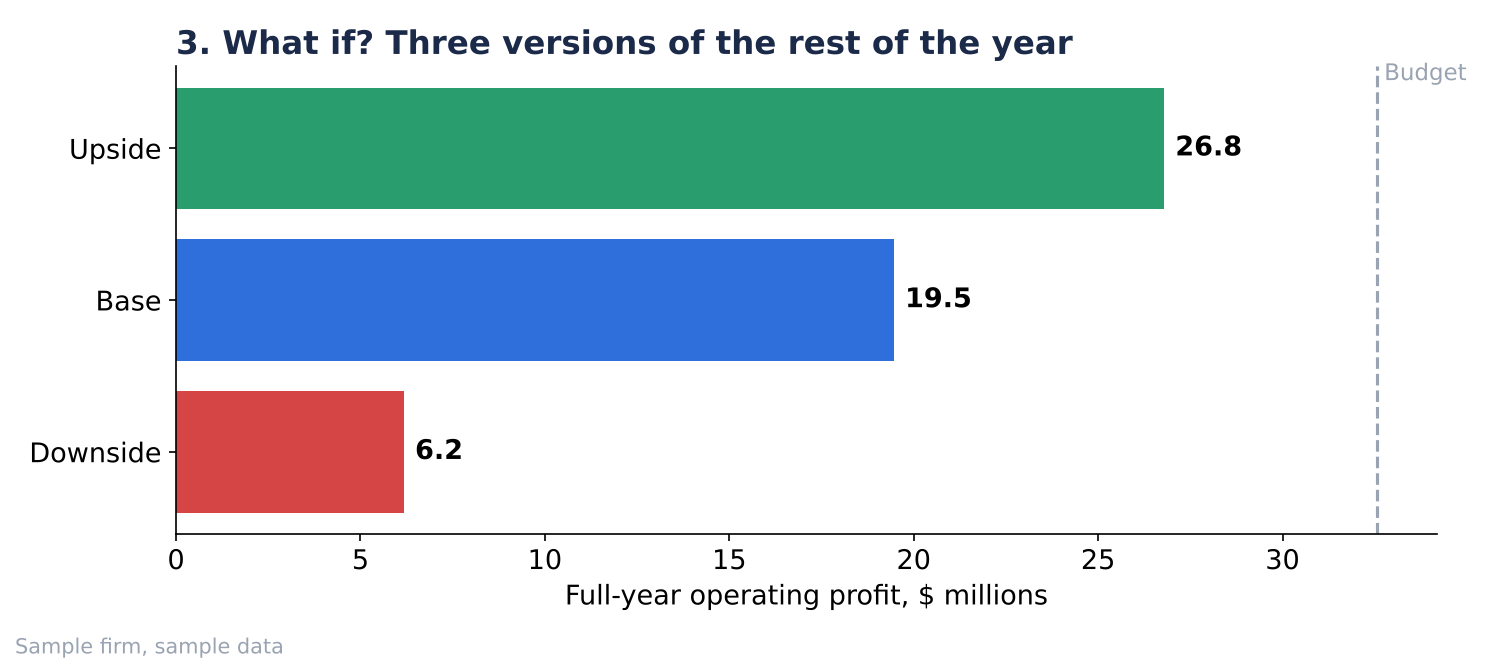 3. What if? Three versions of the rest of the year
Budget
Upside
26.8
Base
19.5
Downside
6.2
0 5 10 15 20 25 30
Full-year operating profit, $ millions
Sample firm, sample data